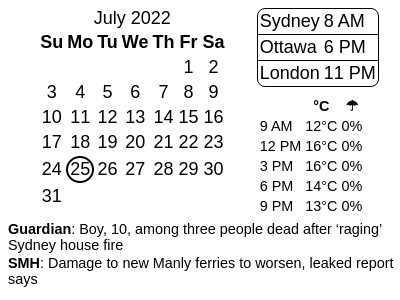 July 2022
Su Mo Tu We Th Fr Sa
1 2
3 4 5 6 7 8 9
10 11 12 13 14 15 16
17 18 19 20 21 22 23
24 25 26 27 28 29 30
31
Sydney 8 AM
Ottawa 6 PM
London 11 PM
°C ☂
9 AM 12°C 0%
12 PM 16°C 0%
3 PM 16°C 0%
6 PM 14°C 0%
9 PM 13°C 0%
Guardian: Boy, 10, among three people dead after ‘raging’
Sydney house fire
SMH: Damage to new Manly ferries to worsen, leaked report
says